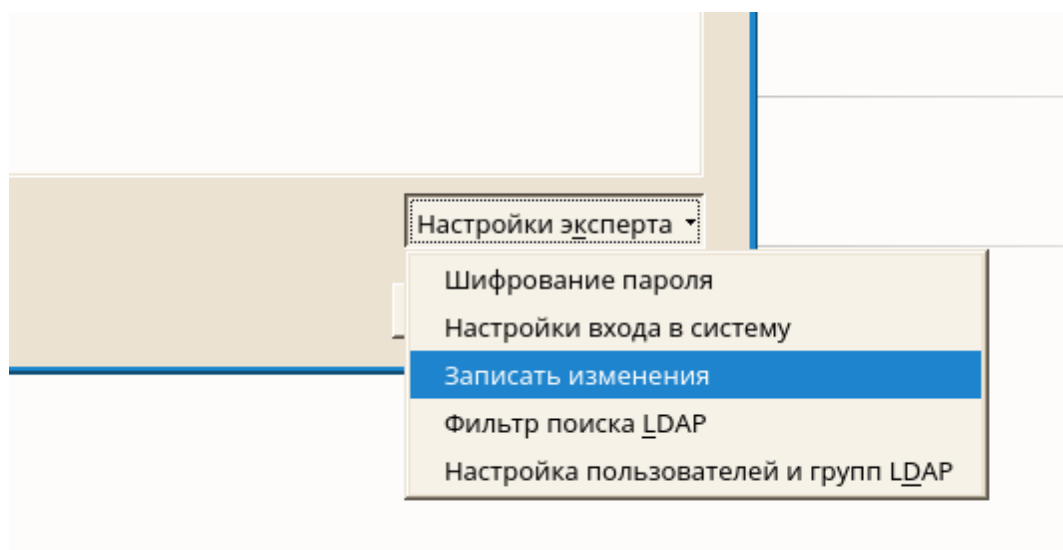 Настройки эксперта
Шифрование пароля
Настройки входа в систему
Записать изменения
Фильтр поиска LDAP
Настройка пользователей и групп LDAP